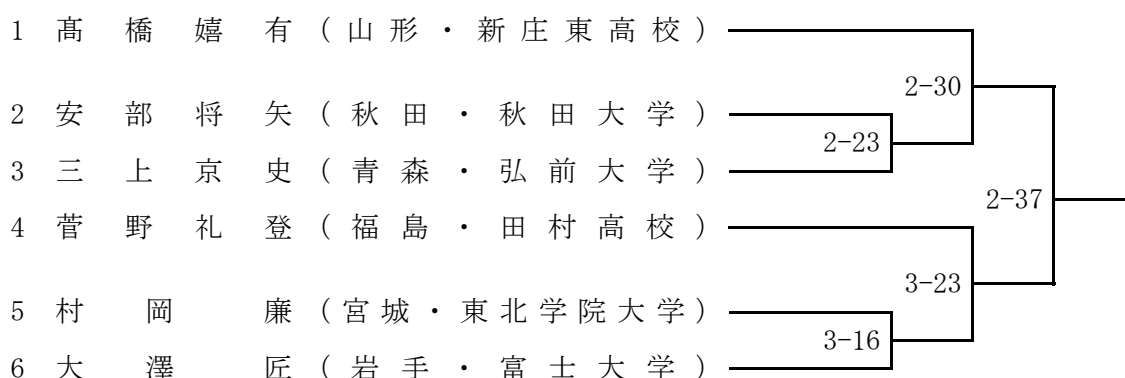 1 髙橋嬉有(山形・新庄東高校)
2-30
2 安部将矢(秋田・秋田大学)
2-23
3 三上京史(青森・弘前大学)
2-37
4 菅野礼登(福島・田村高校)
3-23
5 村岡廉(宮城・東北学院大学)
3-16
6 大澤匠(岩手・富士大学)